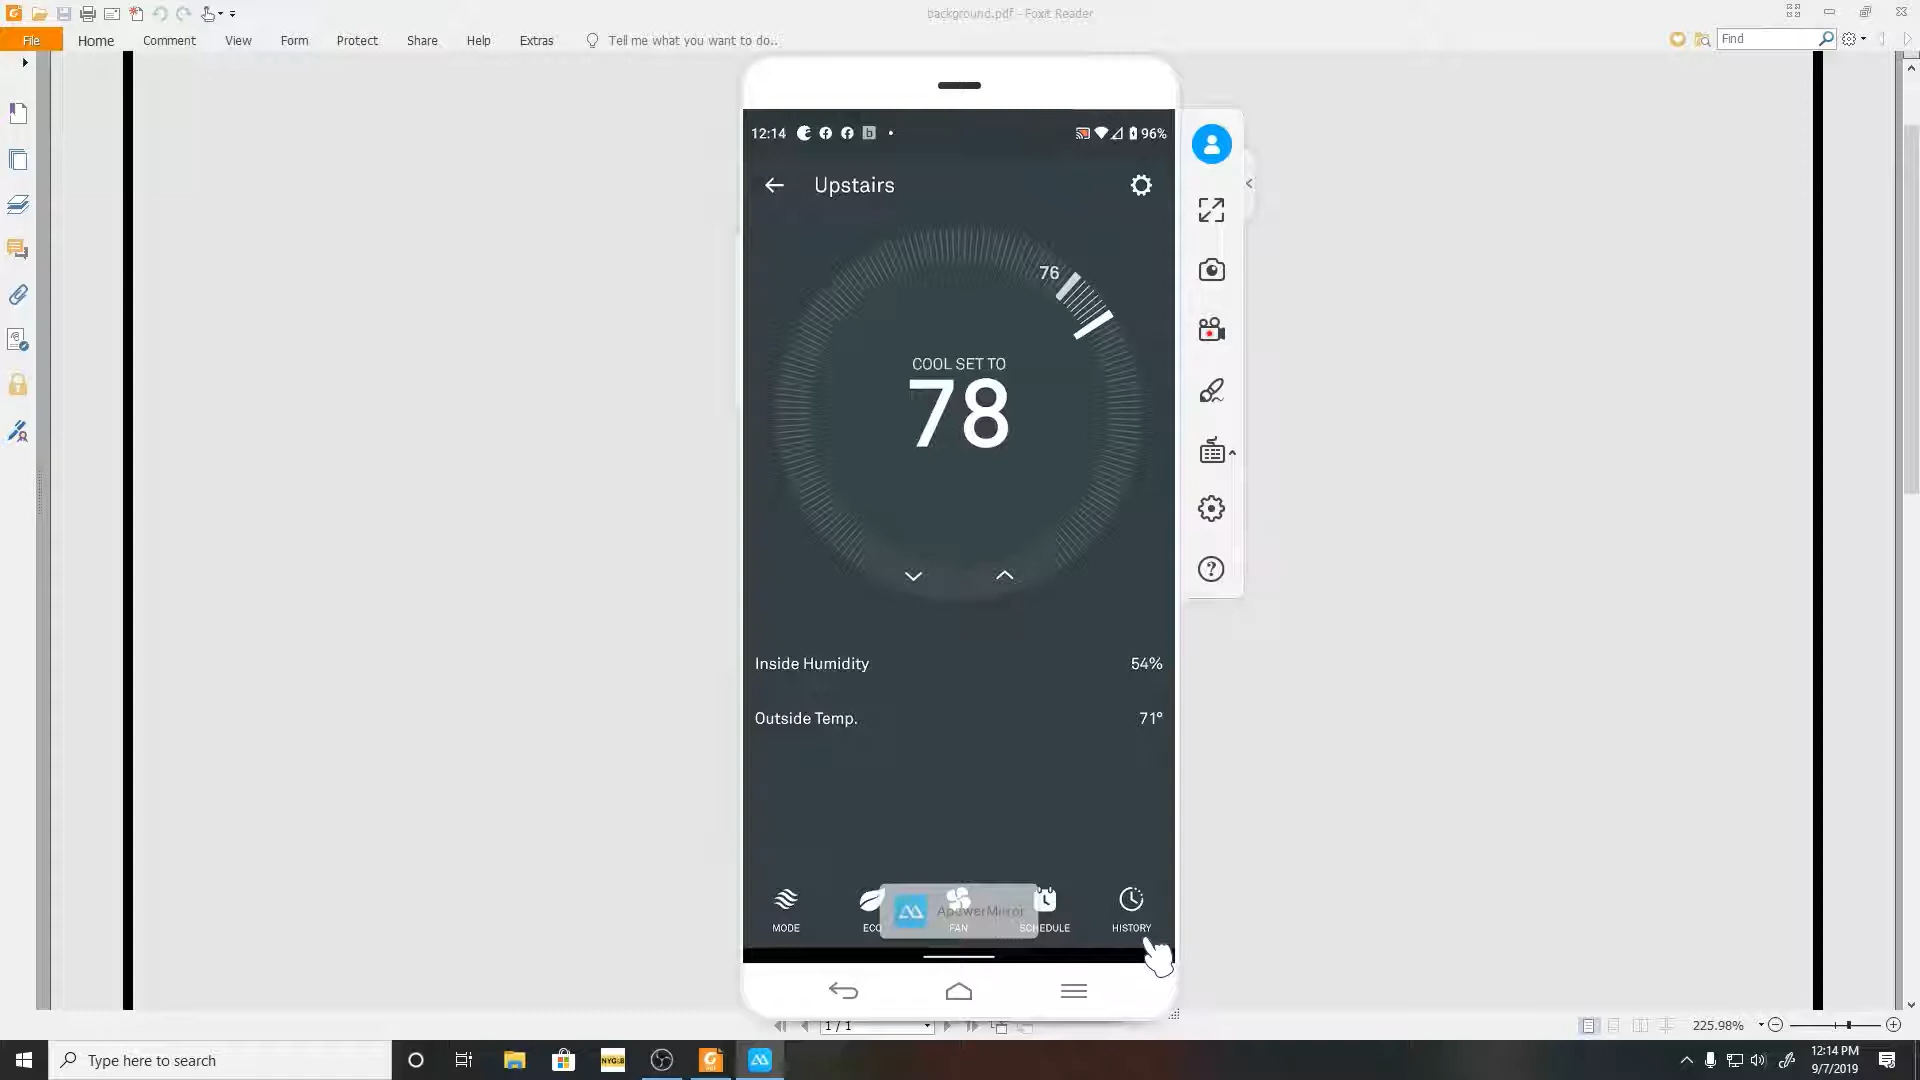 background.pdf - Foxit Reader
File Home Comment View Form Protect Share Help Extras Tell me what you want to do.. Find
12:14 96%
Upstairs
76
COOL SET TO
78
Inside Humidity 54%
Outside Temp. 71°
ApowerMirror
MODE ECO FAN SCHEDULE HISTORY
1 / 1 225.98%
Type here to search
12:14 PM
9/7/2019